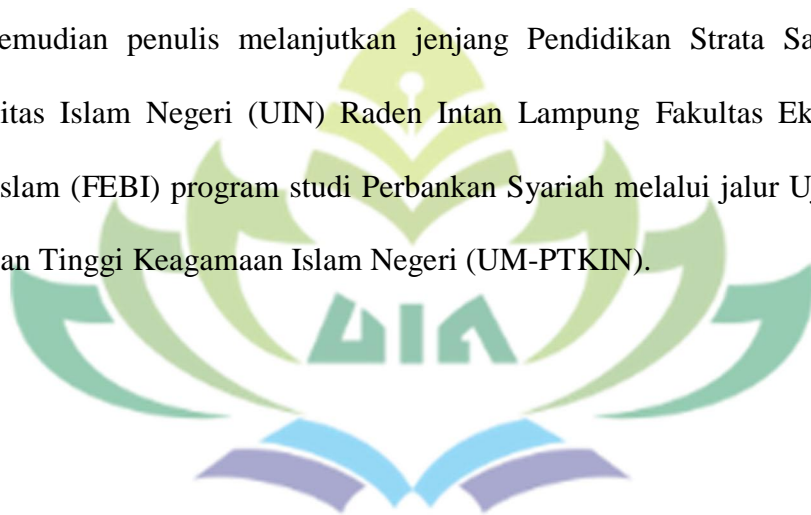 emudian penulis melanjutkan jenjang Pendidikan Strata Sa
itas Islam Negeri (UIN) Raden Intan Lampung Fakultas Ek
slam (FEBI) program studi Perbankan Syariah melalui jalur U
an Tinggi Keagamaan Islam Negeri (UM-PTKIN).
UIN